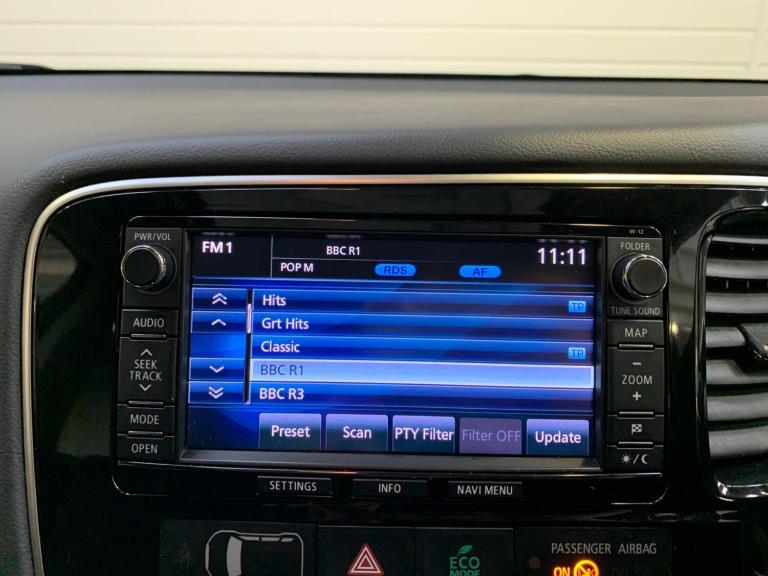 W-12
PWR/VOL
FM1
BBC R1
11:11
FOLDER
POP M
RDS
AF
TUNE SOUND
Hits
TP
AUDIO
Grt Hits
MAP
Classic
TP
SEEK
TRACK
BBC R1
ZOOM
BBC R3
MODE
Preset
Scan
PTY Filter
Filter OFF
Update
OPEN
SETTINGS
INFO
NAVI MENU
PASSENGER AIRBAG
ECO
MODE
ON